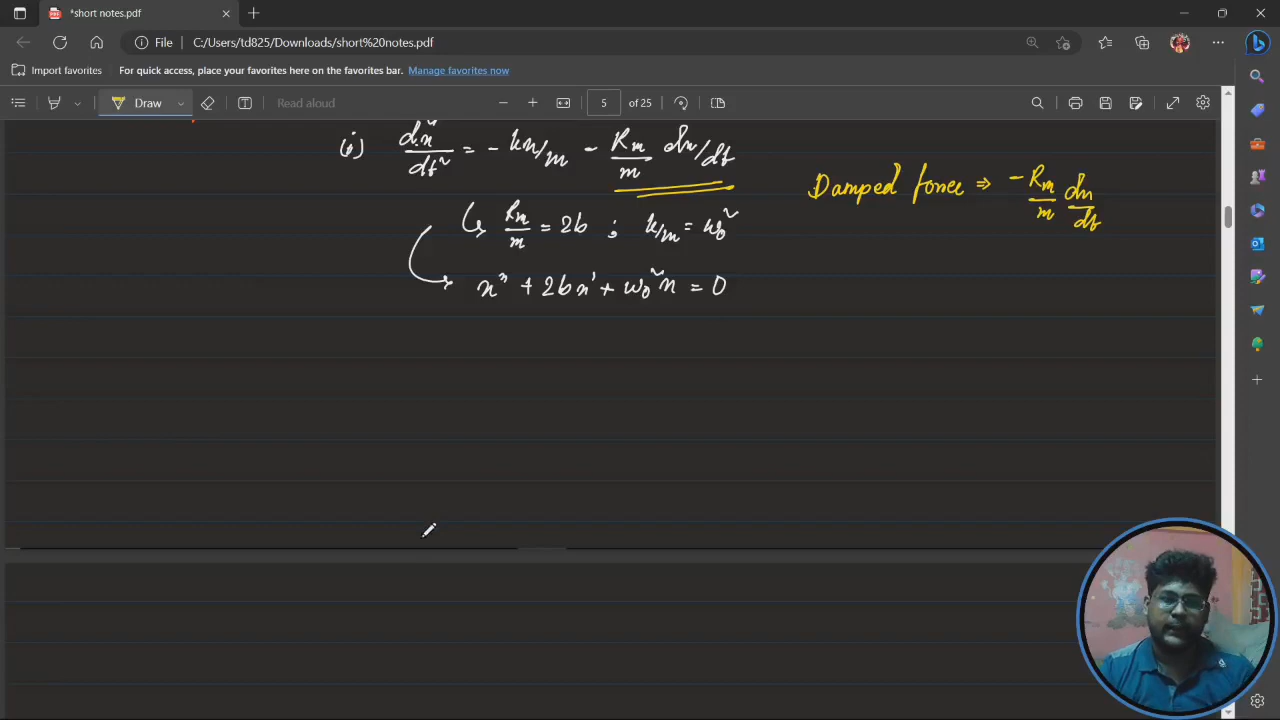 *short notes.pdf
File C:/Users/td825/Downloads/short%20notes.pdf
Import favorites For quick access, place your favorites here on the favorites bar. Manage favorites now
Draw Read aloud 5 of 25
(i) d²x/dt² = - kx/m - Rm/m dx/dt
Damped force ⇒ - Rm/m dx/dt
Rm/m = 2b ; k/m = ω₀²
x'' + 2bx' + ω₀²x = 0